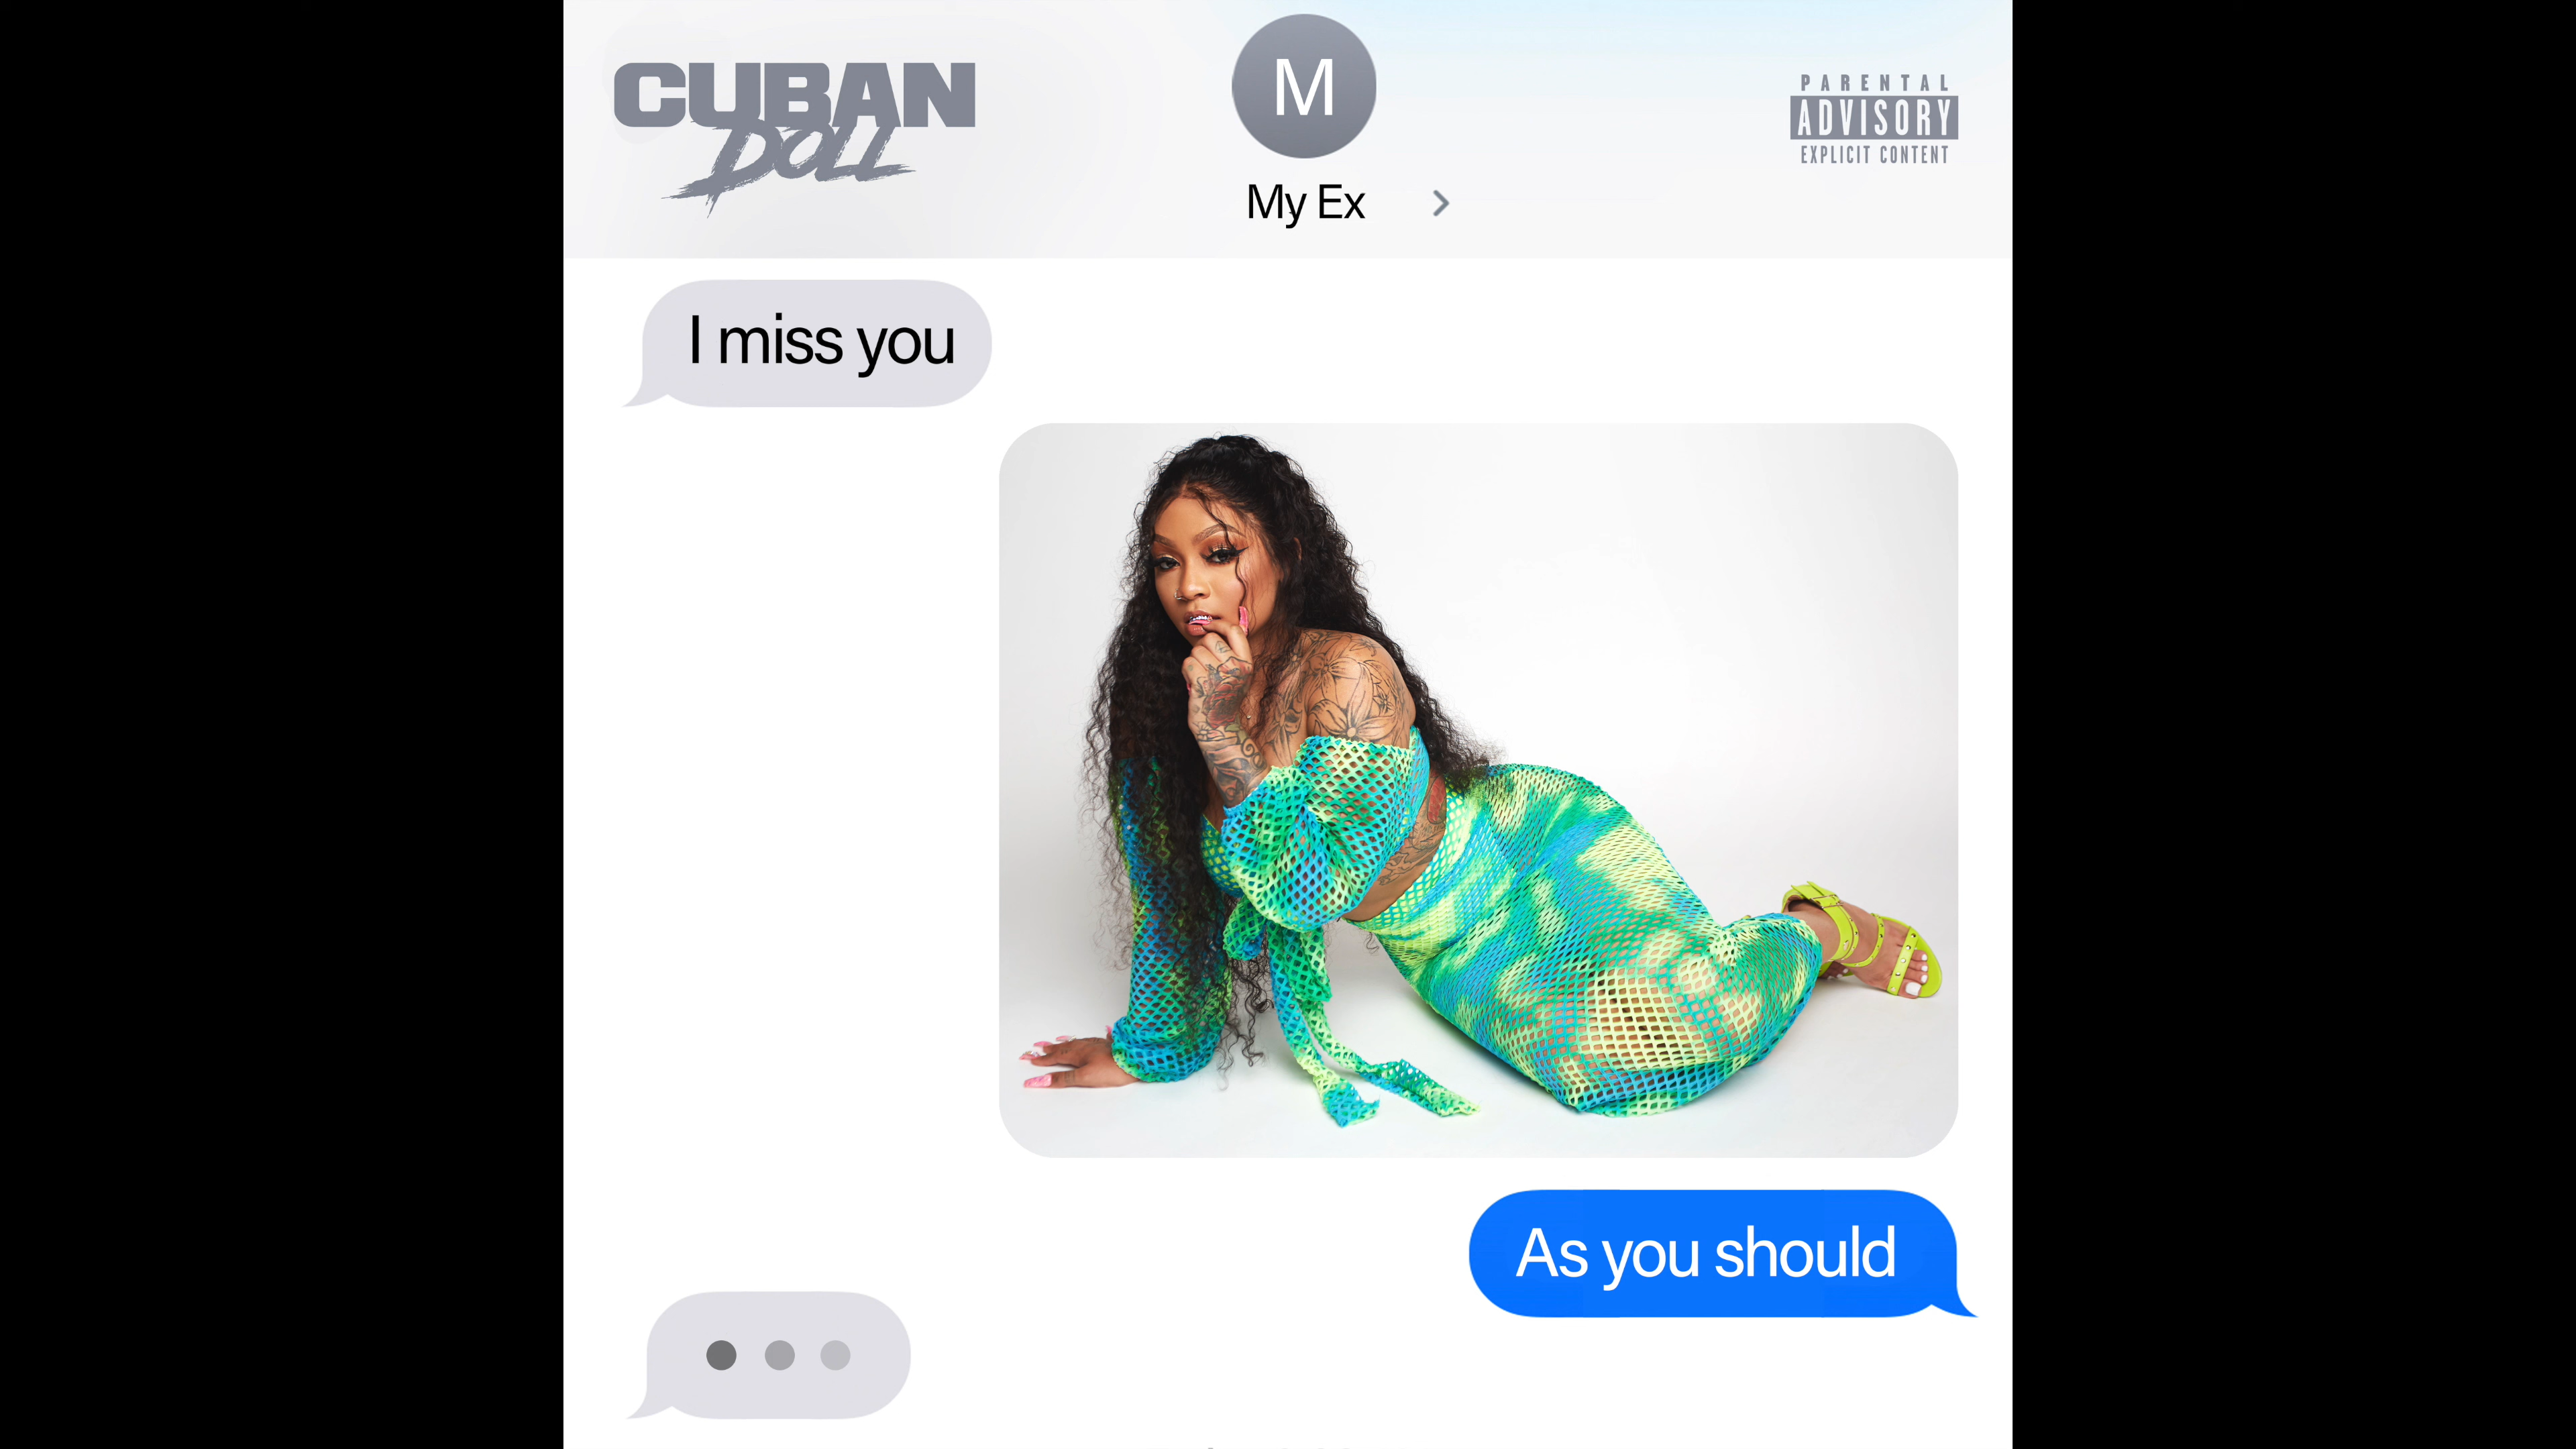 CUBAN
DOLL
M
My Ex
PARENTAL
ADVISORY
EXPLICIT CONTENT
I miss you
As you should